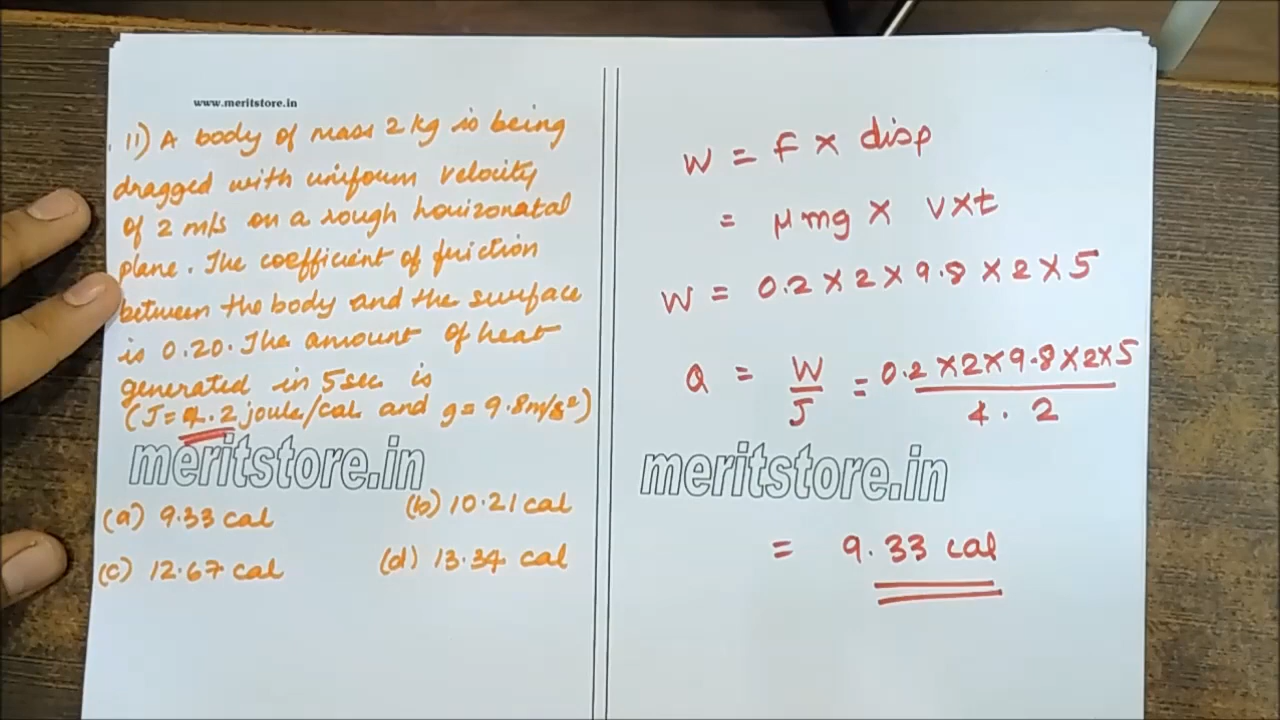 www.meritstore.in
11) A body of mass 2 kg is being
dragged with uniform velocity
of 2 m/s on a rough houizonatal
plane. The coefficient of friction
between the body and the surface
is 0.20. The amount of heat
generated in 5 sec is
(J = 4.2 joule/cal and g = 9.8 m/s²)
meritstore.in
(a) 9.33 cal (b) 10.21 cal
(c) 12.67 cal (d) 13.34 cal
W = F × disp
= μmg × v×t
W = 0.2 × 2 × 9.8 × 2 × 5
Q = W/J = 0.2 × 2 × 9.8 × 2 × 5 / 4.2
meritstore.in
= 9.33 cal